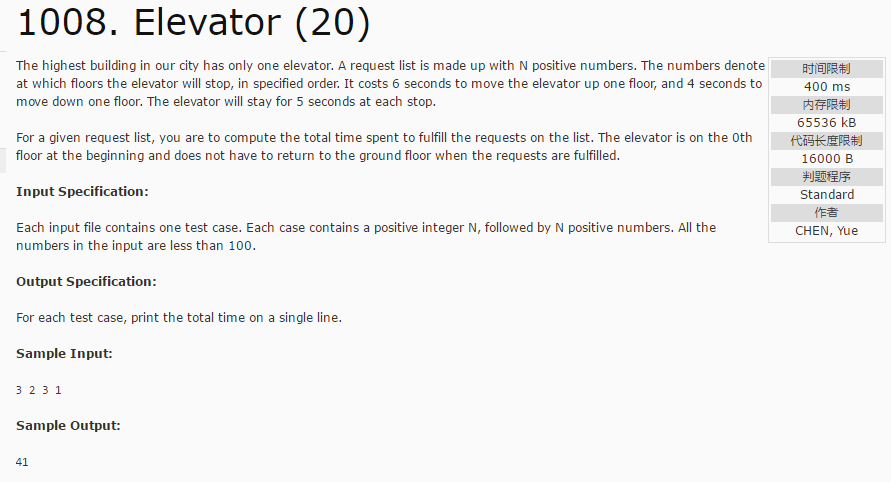 1008. Elevator (20)
The highest building in our city has only one elevator. A request list is made up with N positive numbers. The numbers denote
at which floors the elevator will stop, in specified order. It costs 6 seconds to move the elevator up one floor, and 4 seconds to
move down one floor. The elevator will stay for 5 seconds at each stop.
For a given request list, you are to compute the total time spent to fulfill the requests on the list. The elevator is on the 0th
floor at the beginning and does not have to return to the ground floor when the requests are fulfilled.
Input Specification:
Each input file contains one test case. Each case contains a positive integer N, followed by N positive numbers. All the
numbers in the input are less than 100.
Output Specification:
For each test case, print the total time on a single line.
Sample Input:
3 2 3 1
Sample Output:
41
时间限制
400 ms
内存限制
65536 kB
代码长度限制
16000 B
判题程序
Standard
作者
CHEN, Yue